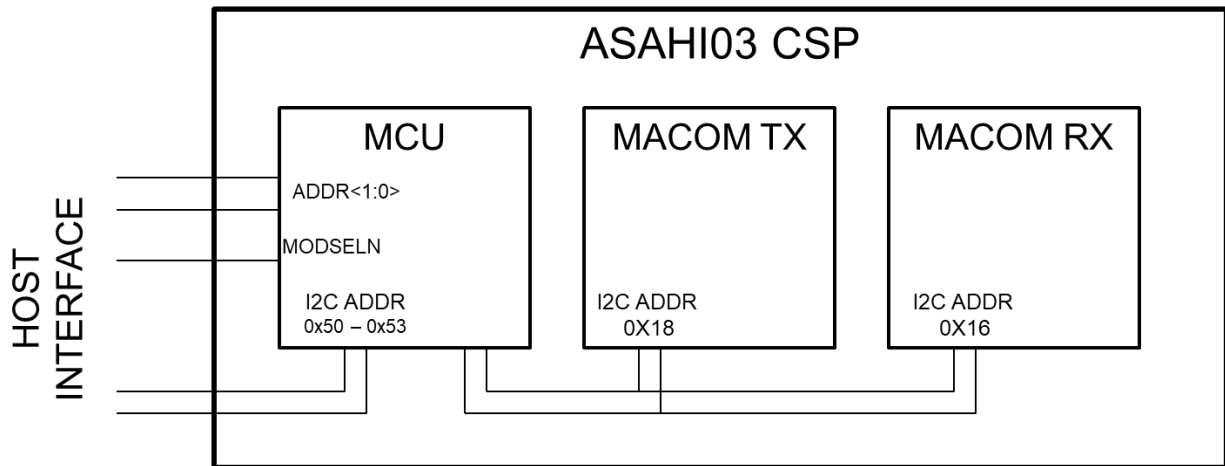 ASAHI03 CSP
HOST
INTERFACE
MCU
ADDR<1:0>
MODSELN
I2C ADDR
0x50 – 0x53
MACOM TX
I2C ADDR
0X18
MACOM RX
I2C ADDR
0X16